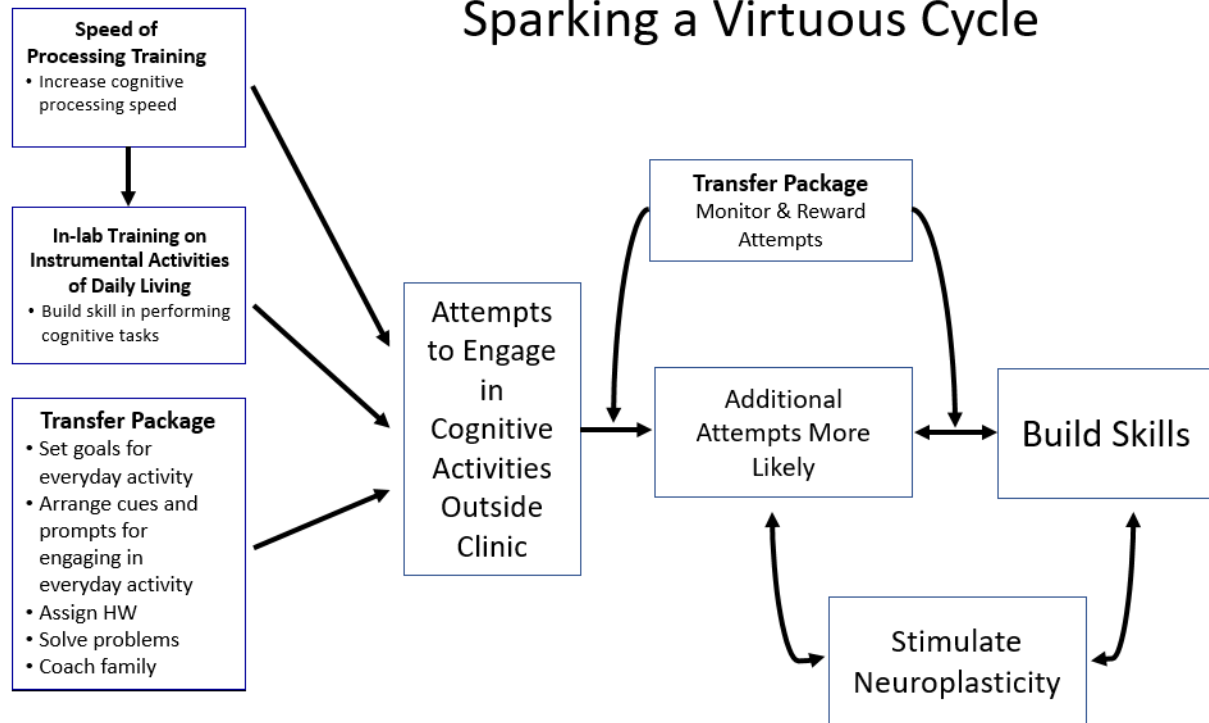 Sparking a Virtuous Cycle
Speed of
Processing Training
• Increase cognitive
processing speed
In-lab Training on
Instrumental Activities
of Daily Living
• Build skill in performing
cognitive tasks
Transfer Package
• Set goals for
everyday activity
• Arrange cues and
prompts for
engaging in
everyday activity
• Assign HW
• Solve problems
• Coach family
Attempts
to Engage
in
Cognitive
Activities
Outside
Clinic
Transfer Package
Monitor & Reward
Attempts
Additional
Attempts More
Likely
Build Skills
Stimulate
Neuroplasticity